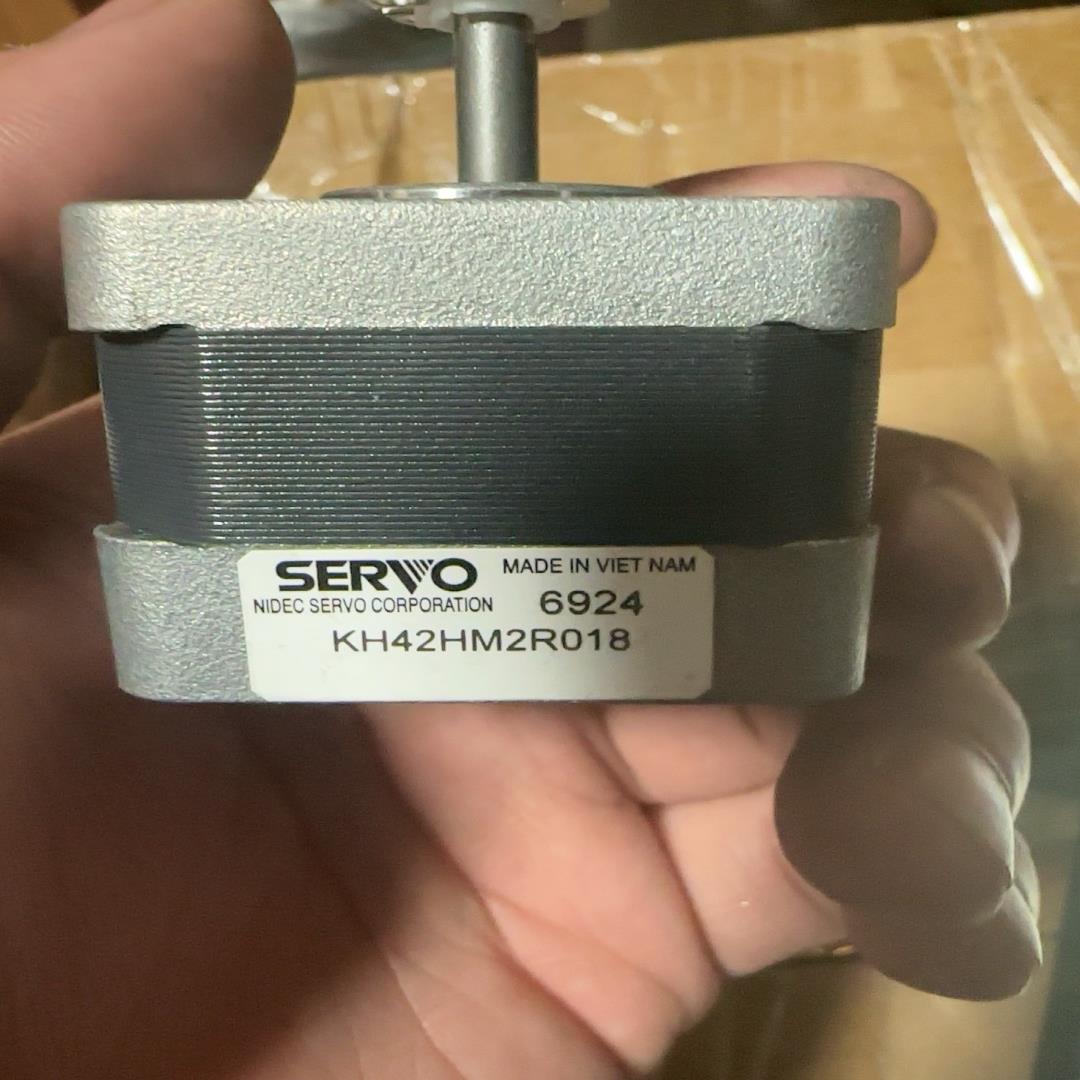 SERVO MADE IN VIET NAM
NIDEC SERVO CORPORATION 6924
KH42HM2R018